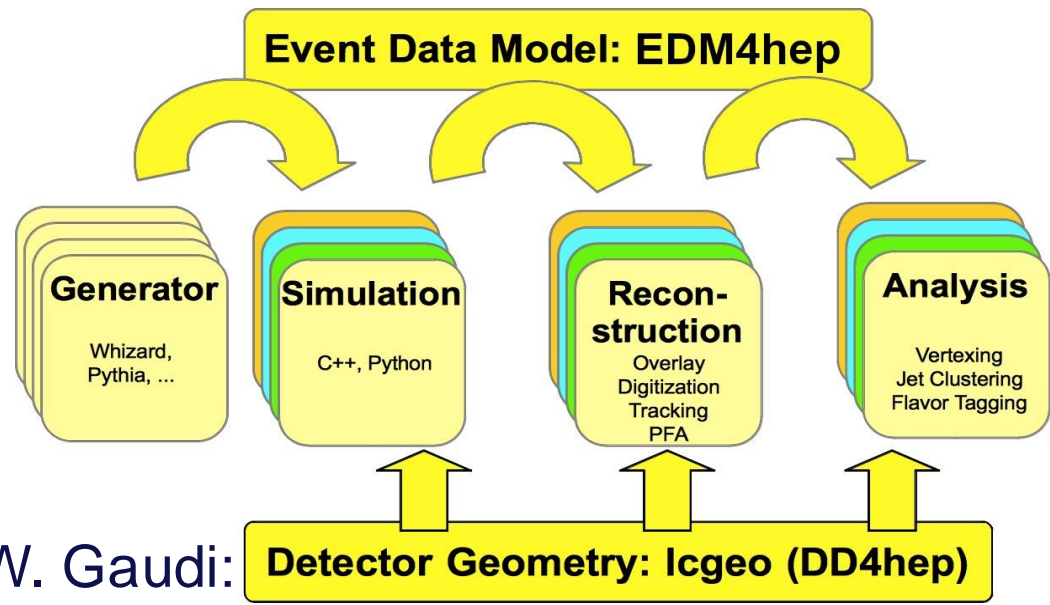 Event Data Model: EDM4hep
Generator
Whizard,
Pythia, ...
Simulation
C++, Python
Recon-
struction
Overlay
Digitization
Tracking
PFA
Analysis
Vertexing
Jet Clustering
Flavor Tagging
W. Gaudi:
Detector Geometry: lcgeo (DD4hep)